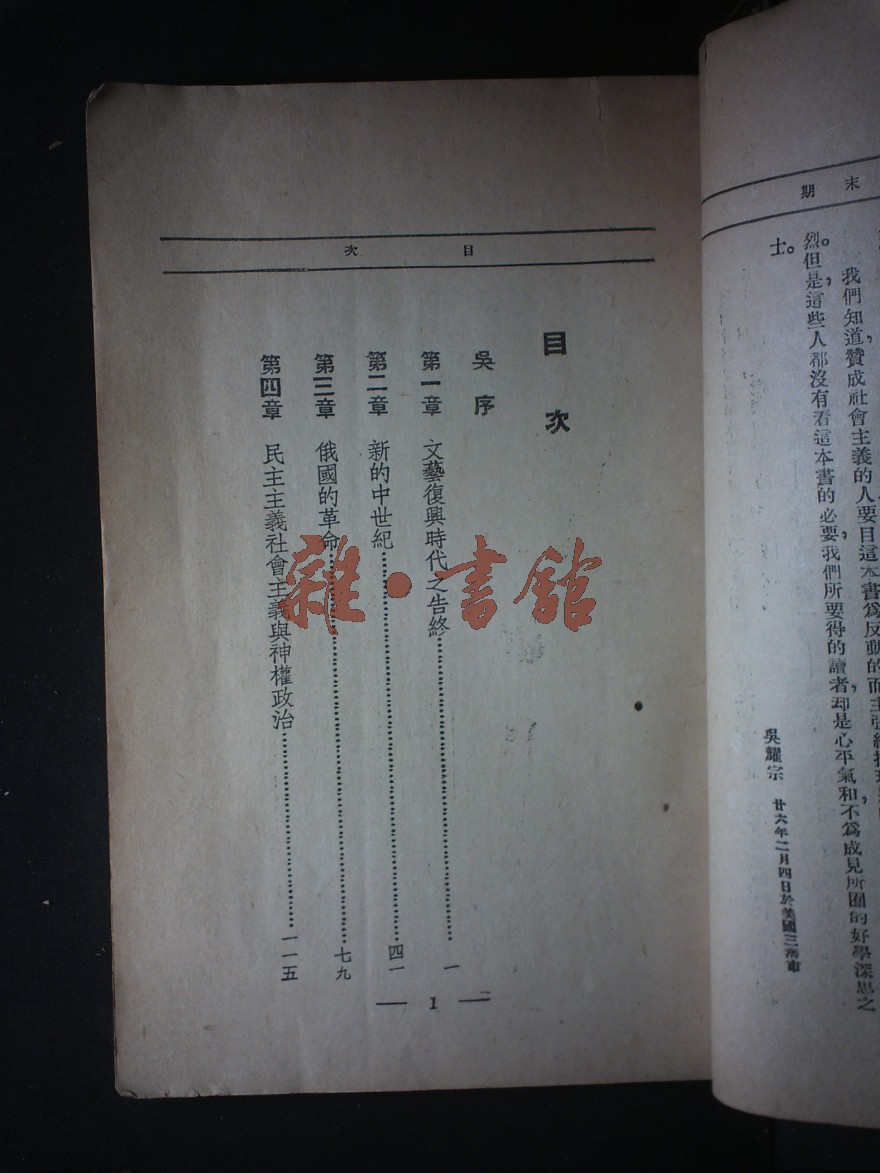 末期
我們知道，贊成社會主義的人要目這本書爲反動的而主張維持
烈。但是，這些人都沒有看這本書的必要，我們所要得的讀者，却是心平氣和不爲成見所囿的好學深思之
士。
吳耀宗 廿六年二月四日於美國三藩市
目次
目次
吳序
第一章 文藝復興時代之告終……一
第二章 新的中世紀……四一
第三章 俄國的革命……七九
第四章 民主主義社會主義與神權政治……一一五
— 1 —
雜·書館